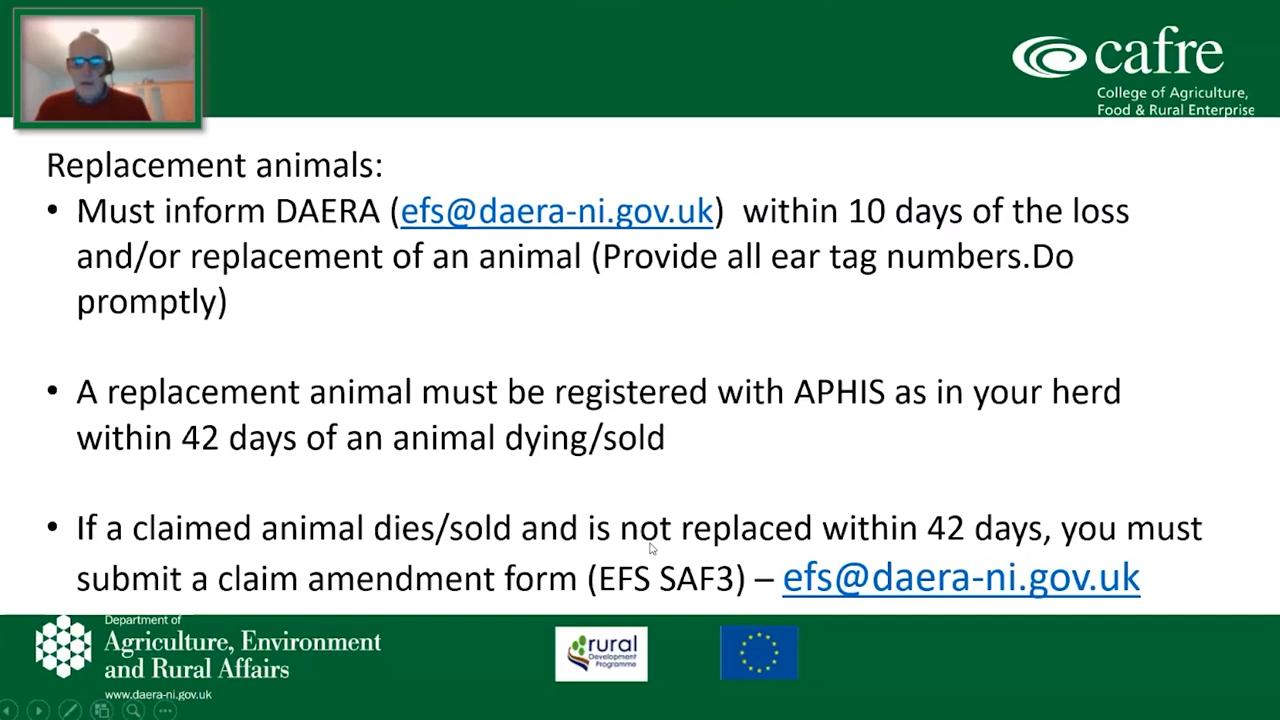 cafre
College of Agriculture,
Food & Rural Enterprise
Replacement animals:
• Must inform DAERA (efs@daera-ni.gov.uk)  within 10 days of the loss
and/or replacement of an animal (Provide all ear tag numbers.Do
promptly)
• A replacement animal must be registered with APHIS as in your herd
within 42 days of an animal dying/sold
• If a claimed animal dies/sold and is not replaced within 42 days, you must
submit a claim amendment form (EFS SAF3) – efs@daera-ni.gov.uk
Department of
Agriculture, Environment
and Rural Affairs
www.daera-ni.gov.uk
rural
Development
Programme